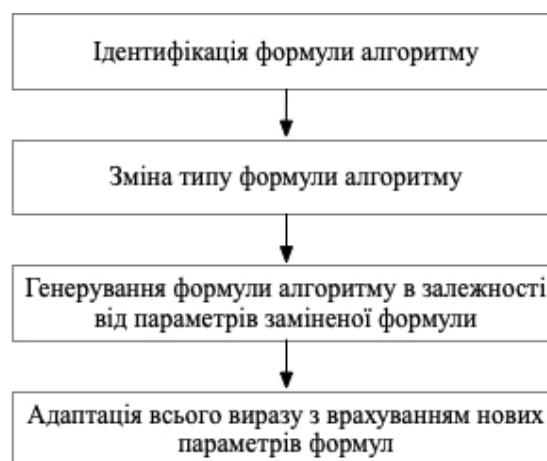 Ідентифікація формули алгоритму
Зміна типу формули алгоритму
Генерування формули алгоритму в залежності
від параметрів заміненої формули
Адаптація всього виразу з врахуванням нових
параметрів формул